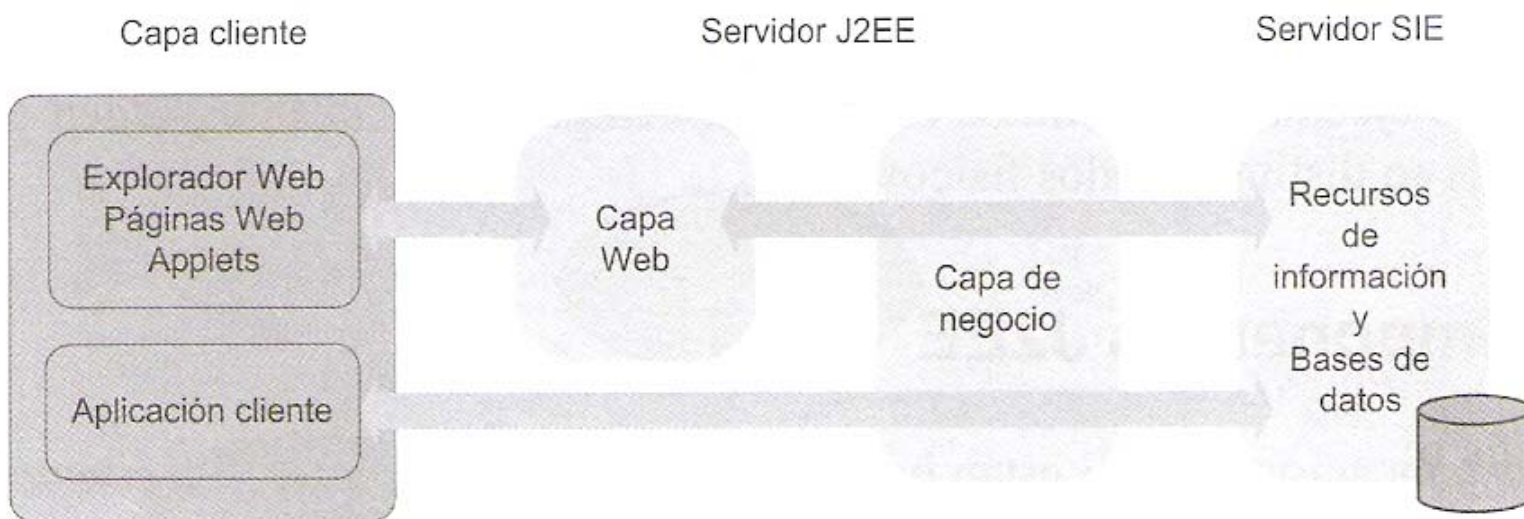 Capa cliente
Servidor J2EE
Servidor SIE
Explorador Web
Páginas Web
Applets
Aplicación cliente
Capa
Web
Capa de
negocio
Recursos
de
información
y
Bases de
datos